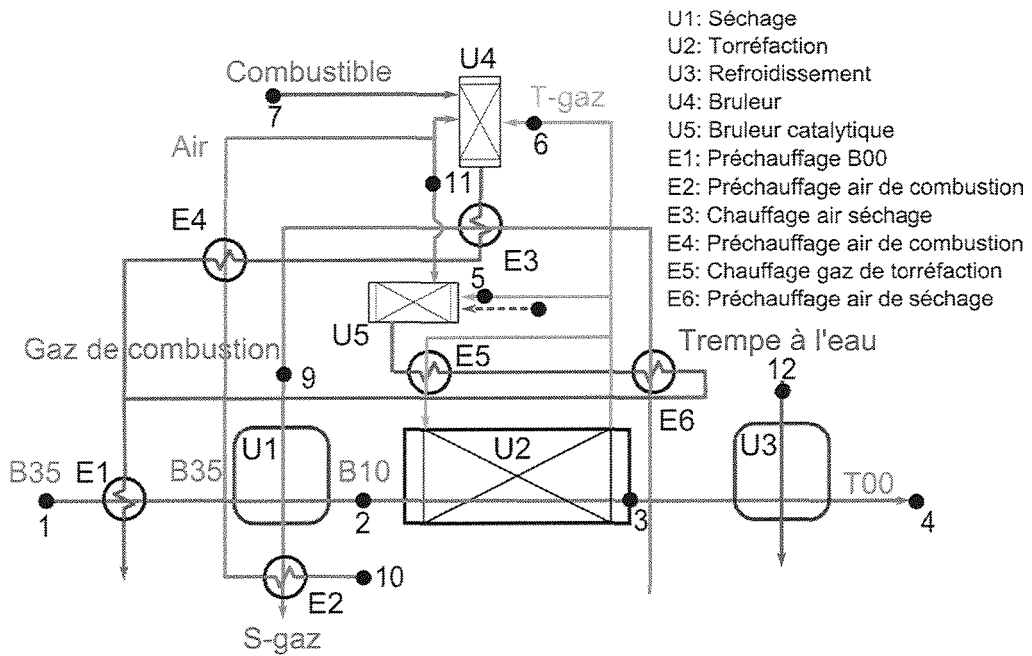 U1: Séchage
U2: Torréfaction
U3: Refroidissement
U4: Bruleur
U5: Bruleur catalytique
E1: Préchauffage B00
E2: Préchauffage air de combustion
E3: Chauffage air séchage
E4: Préchauffage air de combustion
E5: Chauffage gaz de torréfaction
E6: Préchauffage air de séchage
U4
Combustible
7
T-gaz
6
Air
11
E4
E3
5
U5
Gaz de combustion
E5
Trempe à l'eau
9
12
E6
U1
U2
U3
B35
E1
B35
B10
T00
1
2
3
4
10
E2
S-gaz